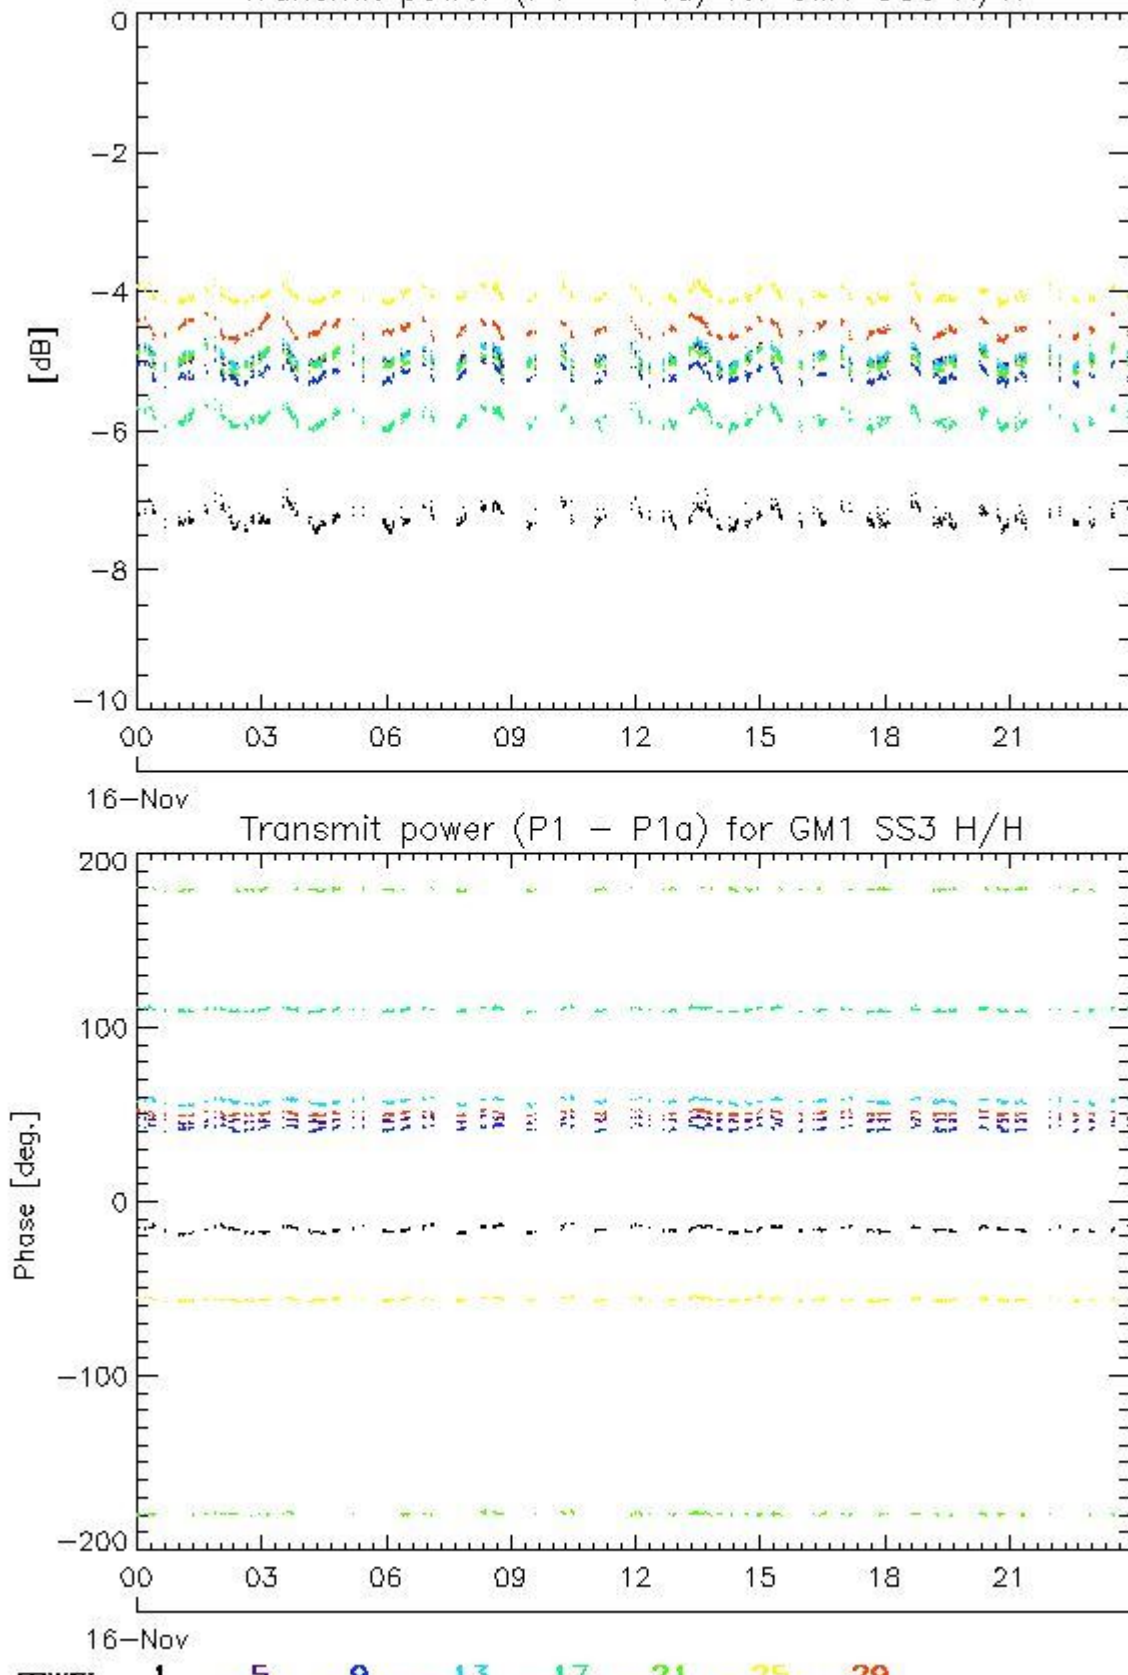 0
−2
−4
[dB]
−6
−8
−10
00 03 06 09 12 15 18 21
16−Nov
Transmit power (P1 − P1a) for GM1 SS3 H/H
200
100
0
Phase [deg.]
−100
−200
00 03 06 09 12 15 18 21
16−Nov
1 5 9 13 17 21 25 29